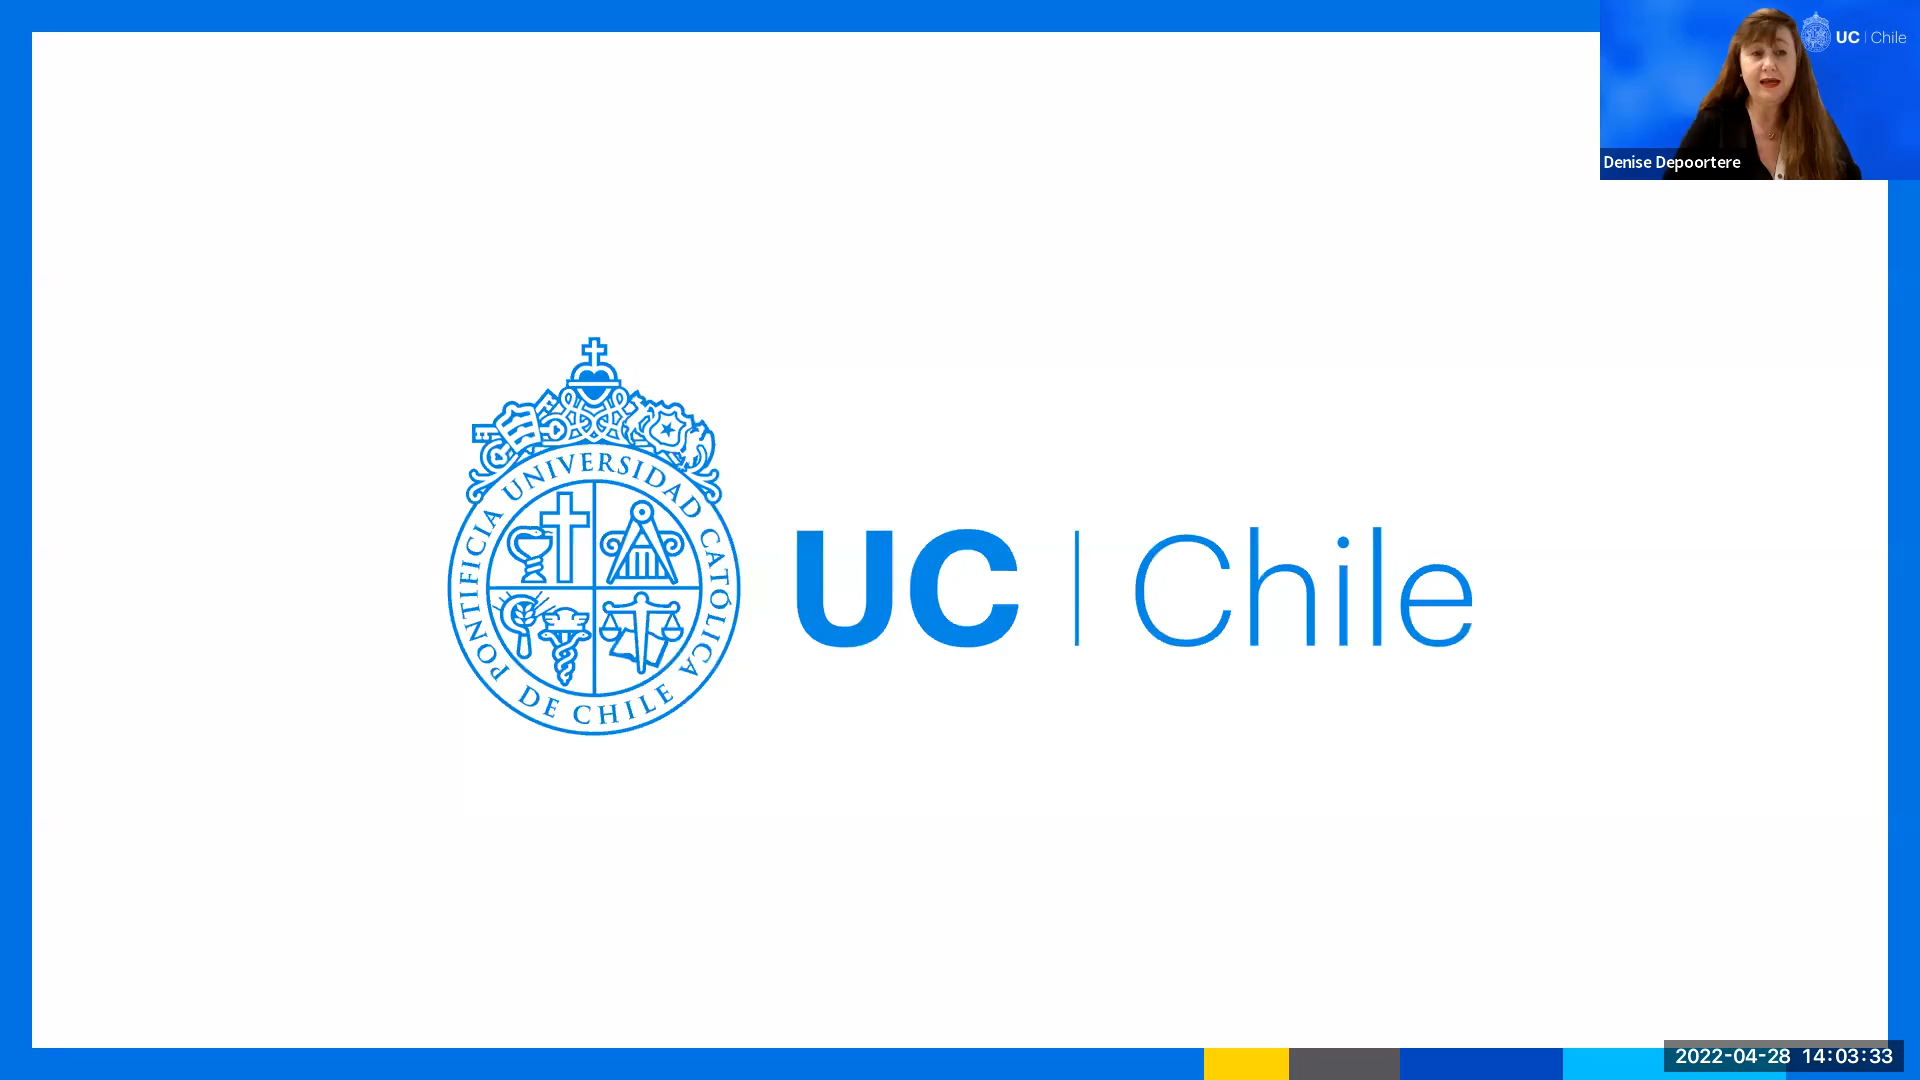 UC | Chile
Denise Depoortere
PONTIFICIA UNIVERSIDAD CATÓLICA
DE CHILE
UC | Chile
2022-04-28 14:03:33